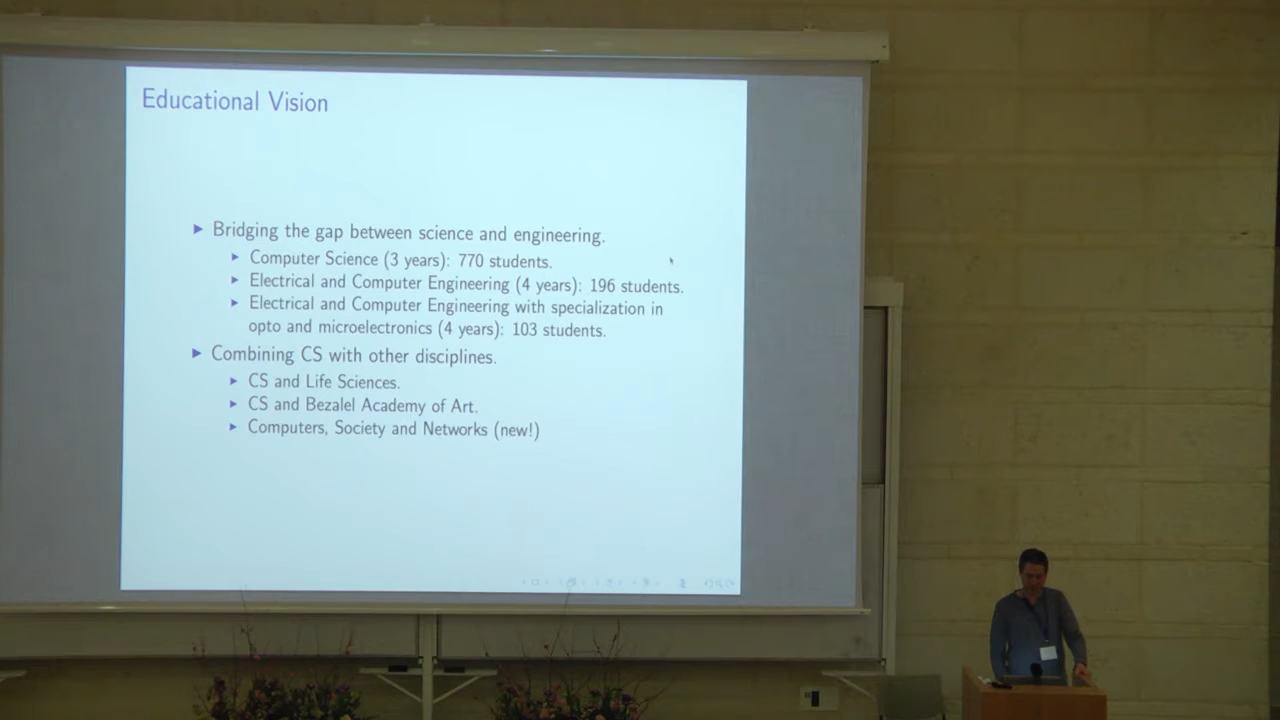 Educational Vision
Bridging the gap between science and engineering.
Computer Science (3 years): 770 students.
Electrical and Computer Engineering (4 years): 196 students.
Electrical and Computer Engineering with specialization in
opto and microelectronics (4 years): 103 students.
Combining CS with other disciplines.
CS and Life Sciences.
CS and Bezalel Academy of Art.
Computers, Society and Networks (new!)